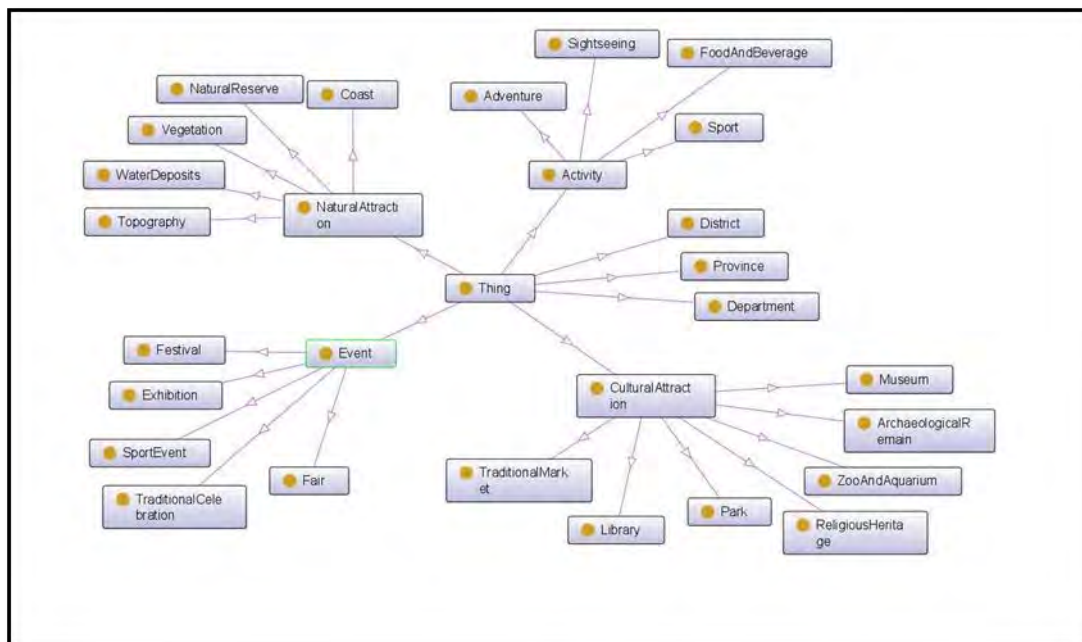 Sightseeing
FoodAndBeverage
NaturalReserve
Coast
Adventure
Vegetation
Sport
WaterDeposits
Activity
NaturalAttracti
on
Topography
District
Province
Thing
Department
Festival
Event
Exhibition
CulturalAttract
ion
Museum
ArchaeologicalR
emain
SportEvent
TraditionalMark
et
Fair
ZooAndAquarium
TraditionalCele
bration
Park
Library
ReligiousHerita
ge